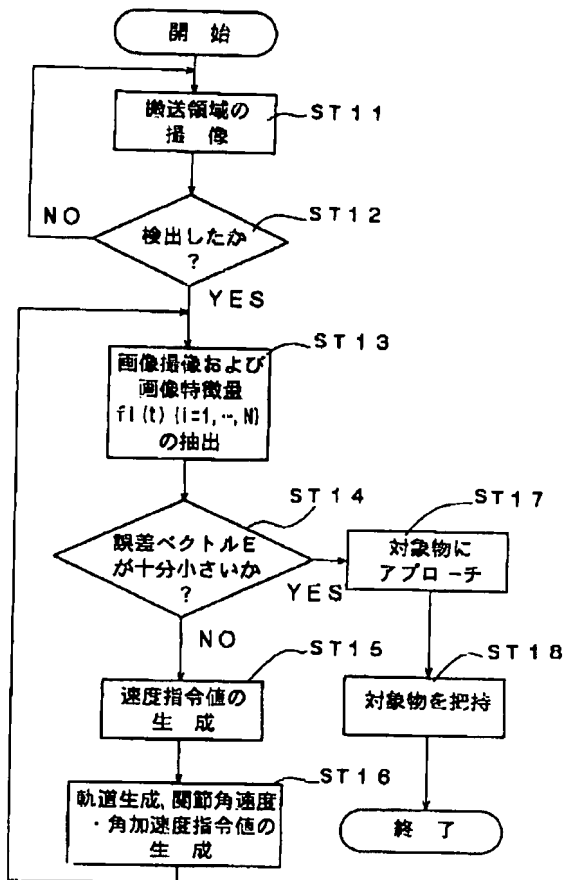 開 始
搬送領域の
撮 像
ST11
検出したか
?
ST12
NO
YES
画像撮像および
画像特徴量
fi(t) (i=1,…,N)
の抽出
ST13
誤差ベクトルE
が十分小さいか
?
ST14
YES
NO
対象物に
アプローチ
ST17
速度指令値の
生 成
ST15
対象物を把持
ST18
軌道生成、関節角速度
・角加速度指令値の
生成
ST16
終 了